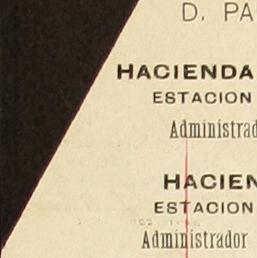 D. PA
HACIENDA
ESTACION
Administrad
HACIEN
ESTACION
Administrador